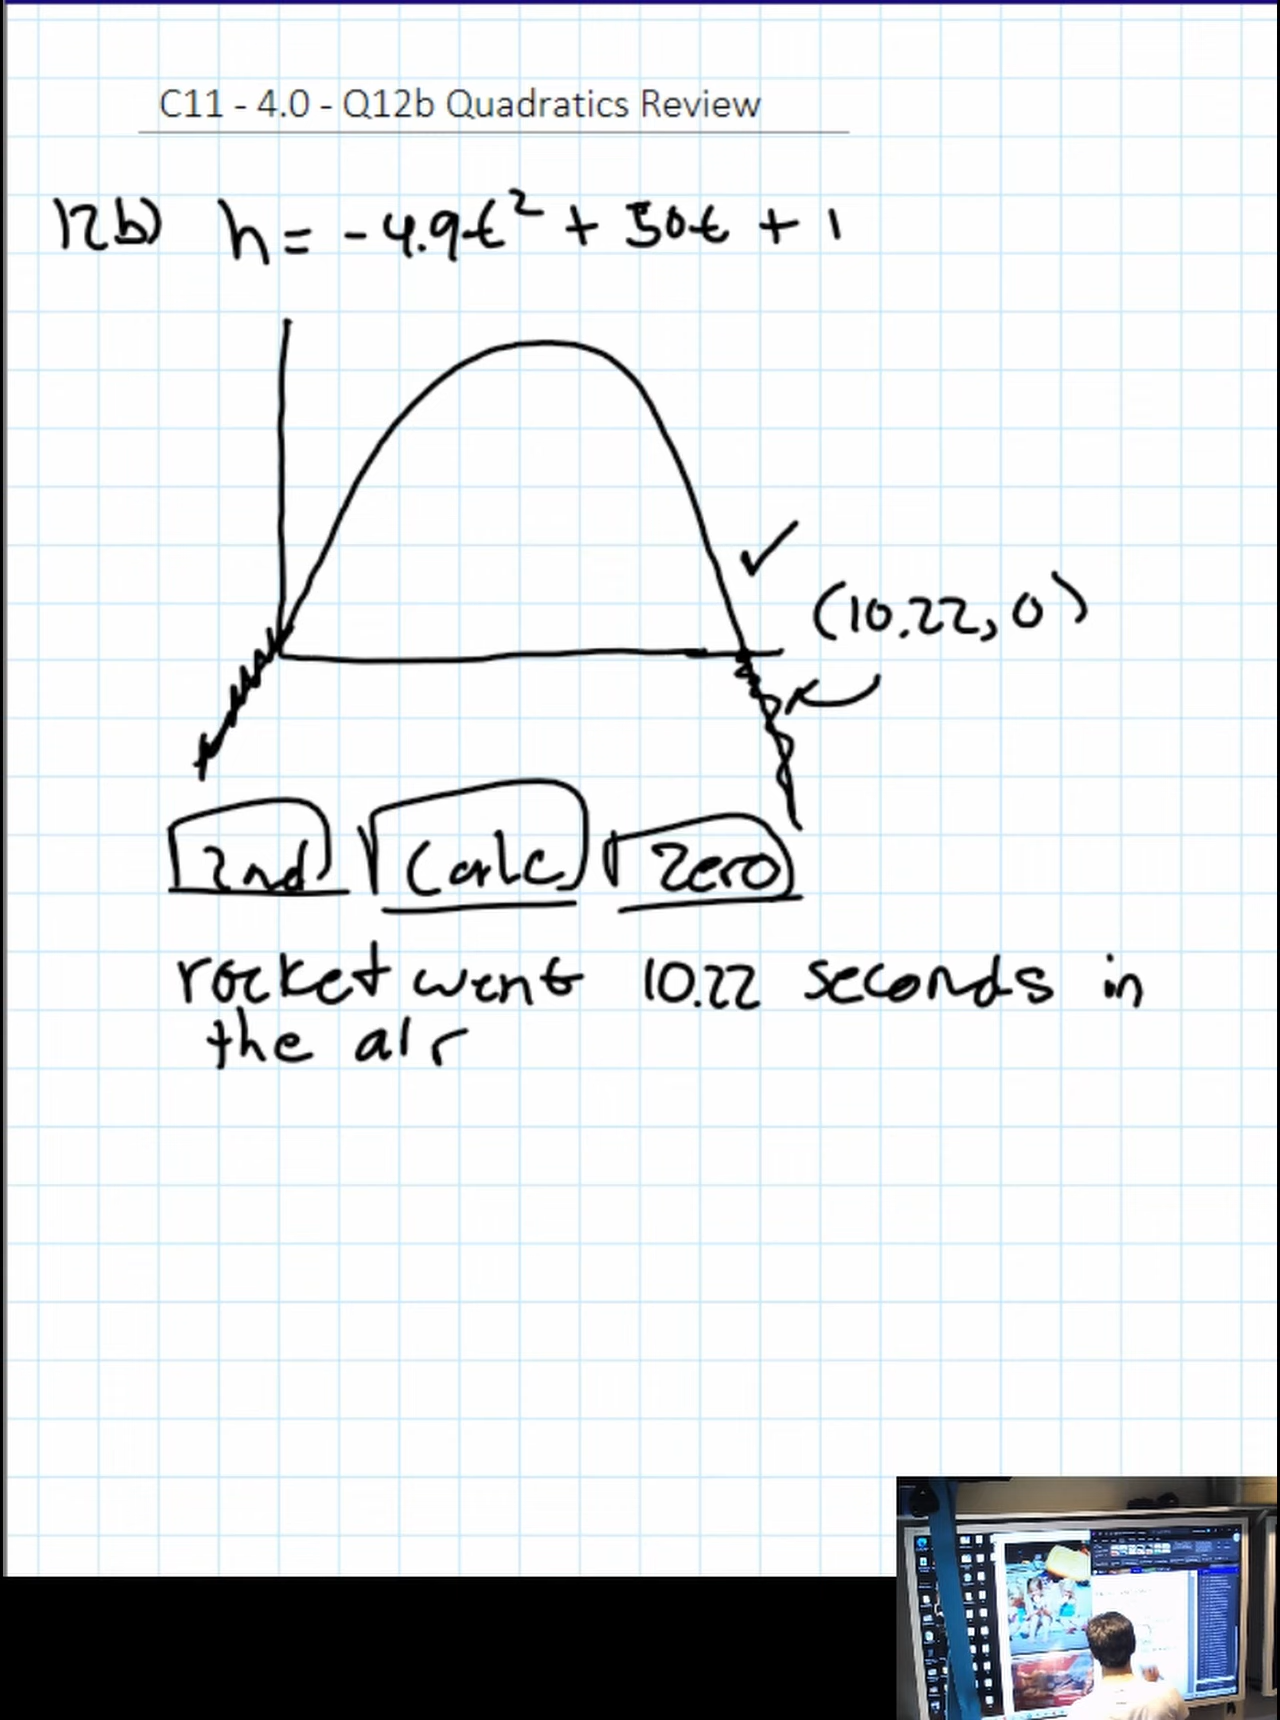 C11 - 4.0 - Q12b Quadratics Review
12b) h = -4.9t² + 50t + 1
✓
(10.22, 0)
2nd Calc Zero
rocket went 10.22 seconds in
the air